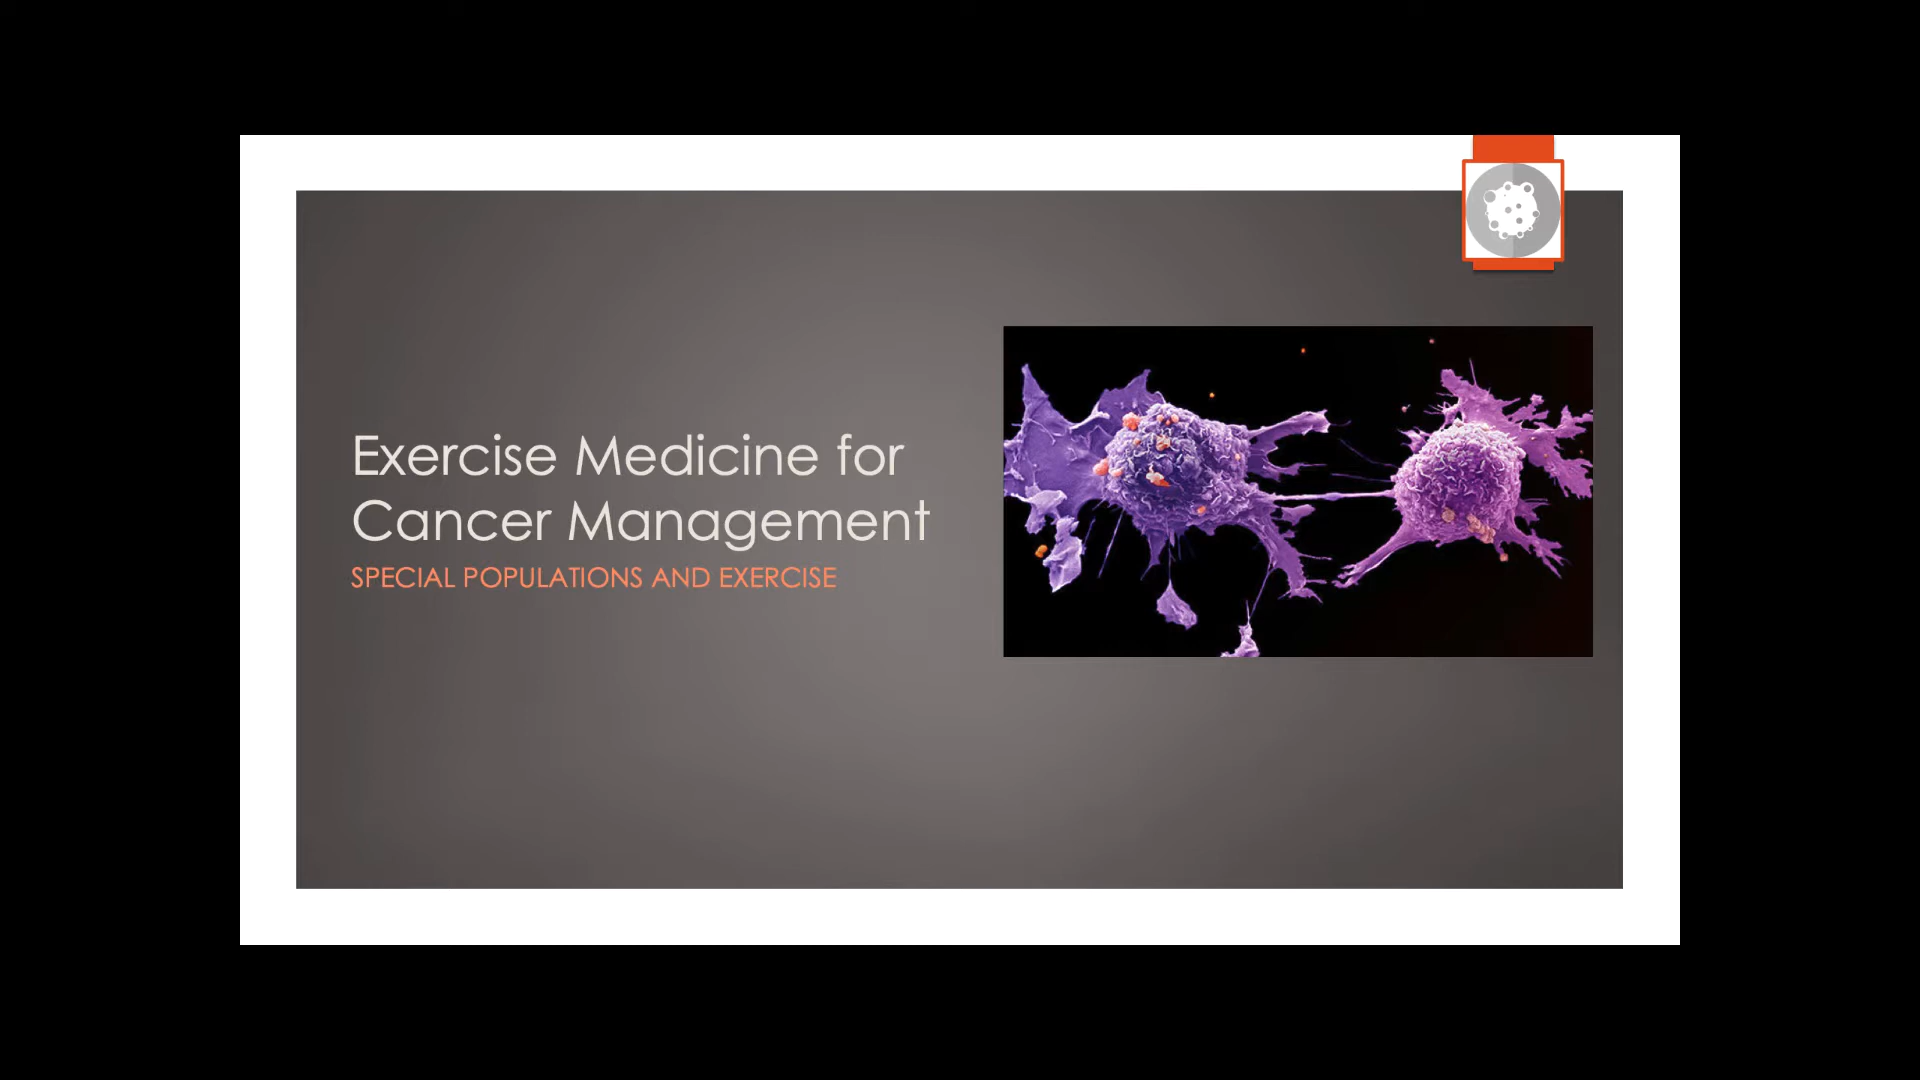 Exercise Medicine for
Cancer Management
SPECIAL POPULATIONS AND EXERCISE